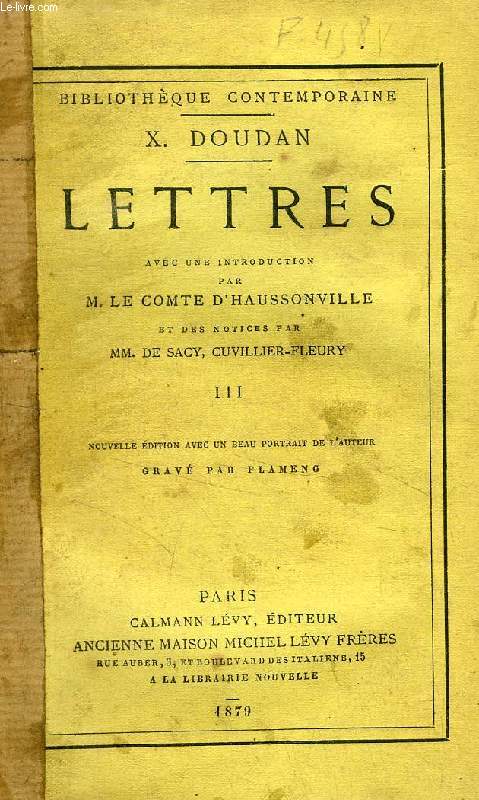 Le-livre.com
BIBLIOTHÈQUE CONTEMPORAINE
X. DOUDAN
LETTRES
AVEC UNE INTRODUCTION
PAR
M. LE COMTE D'HAUSSONVILLE
ET DES NOTICES PAR
MM. DE SACY, CUVILLIER-FLEURY
III
NOUVELLE ÉDITION AVEC UN BEAU PORTRAIT DE L'AUTEUR
GRAVÉ PAR FLAMENG
PARIS
CALMANN LÉVY, ÉDITEUR
ANCIENNE MAISON MICHEL LÉVY FRÈRES
RUE AUBER, 3, ET BOULEVARD DES ITALIENS, 15
A LA LIBRAIRIE NOUVELLE
1879